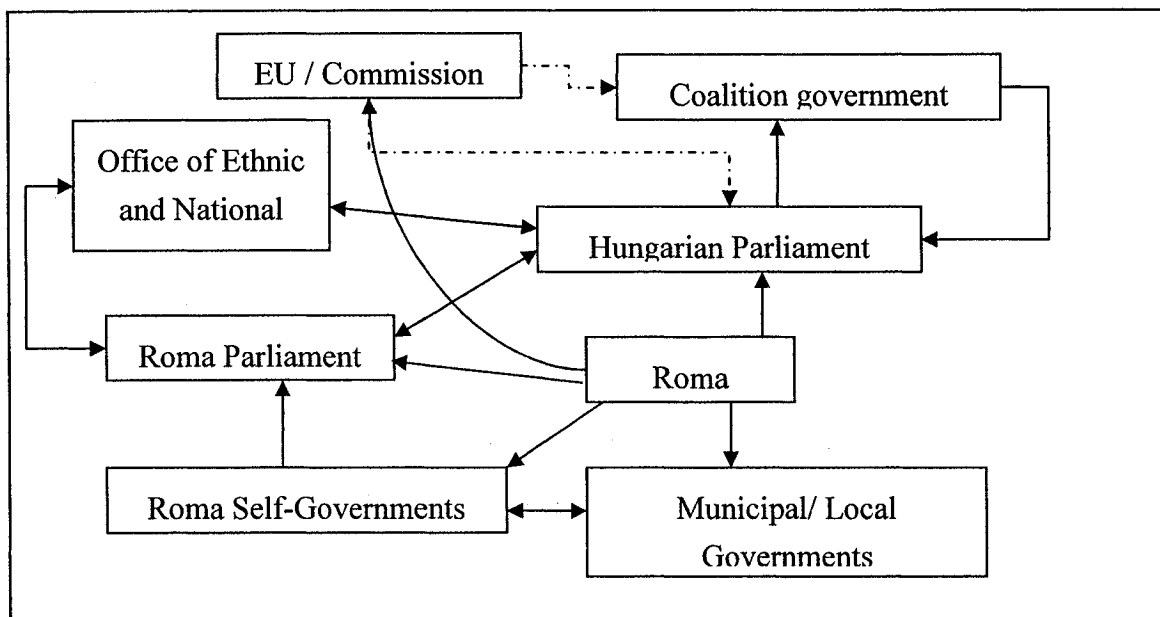 EU / Commission
Coalition government
Office of Ethnic
and National
Hungarian Parliament
Roma Parliament
Roma
Roma Self-Governments
Municipal/ Local
Governments